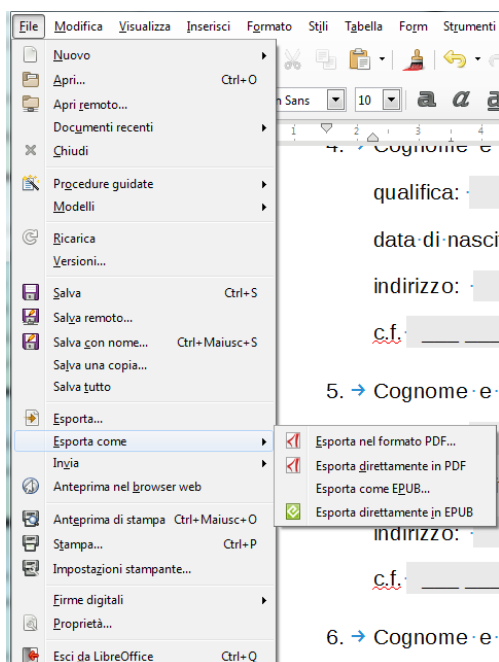 File Modifica Visualizza Inserisci Formato Stili Tabella Form Strumenti
Nuovo
Apri... Ctrl+O
Apri remoto...
Documenti recenti
Chiudi
Procedure guidate
Modelli
Ricarica
Versioni...
Salva Ctrl+S
Salva remoto...
Salva con nome... Ctrl+Maiusc+S
Salva una copia...
Salva tutto
Esporta...
Esporta come
Invia
Anteprima nel browser web
Anteprima di stampa Ctrl+Maiusc+O
Stampa... Ctrl+P
Impostazioni stampante...
Firme digitali
Proprietà...
Esci da LibreOffice Ctrl+Q
Esporta nel formato PDF...
Esporta direttamente in PDF
Esporta come EPUB...
Esporta direttamente in EPUB
Sans 10
1 2 3 4
4. Cognome e
qualifica:
data di nasci
indirizzo:
c.f.
5. Cognome e
indirizzo:
c.f.
6. Cognome e